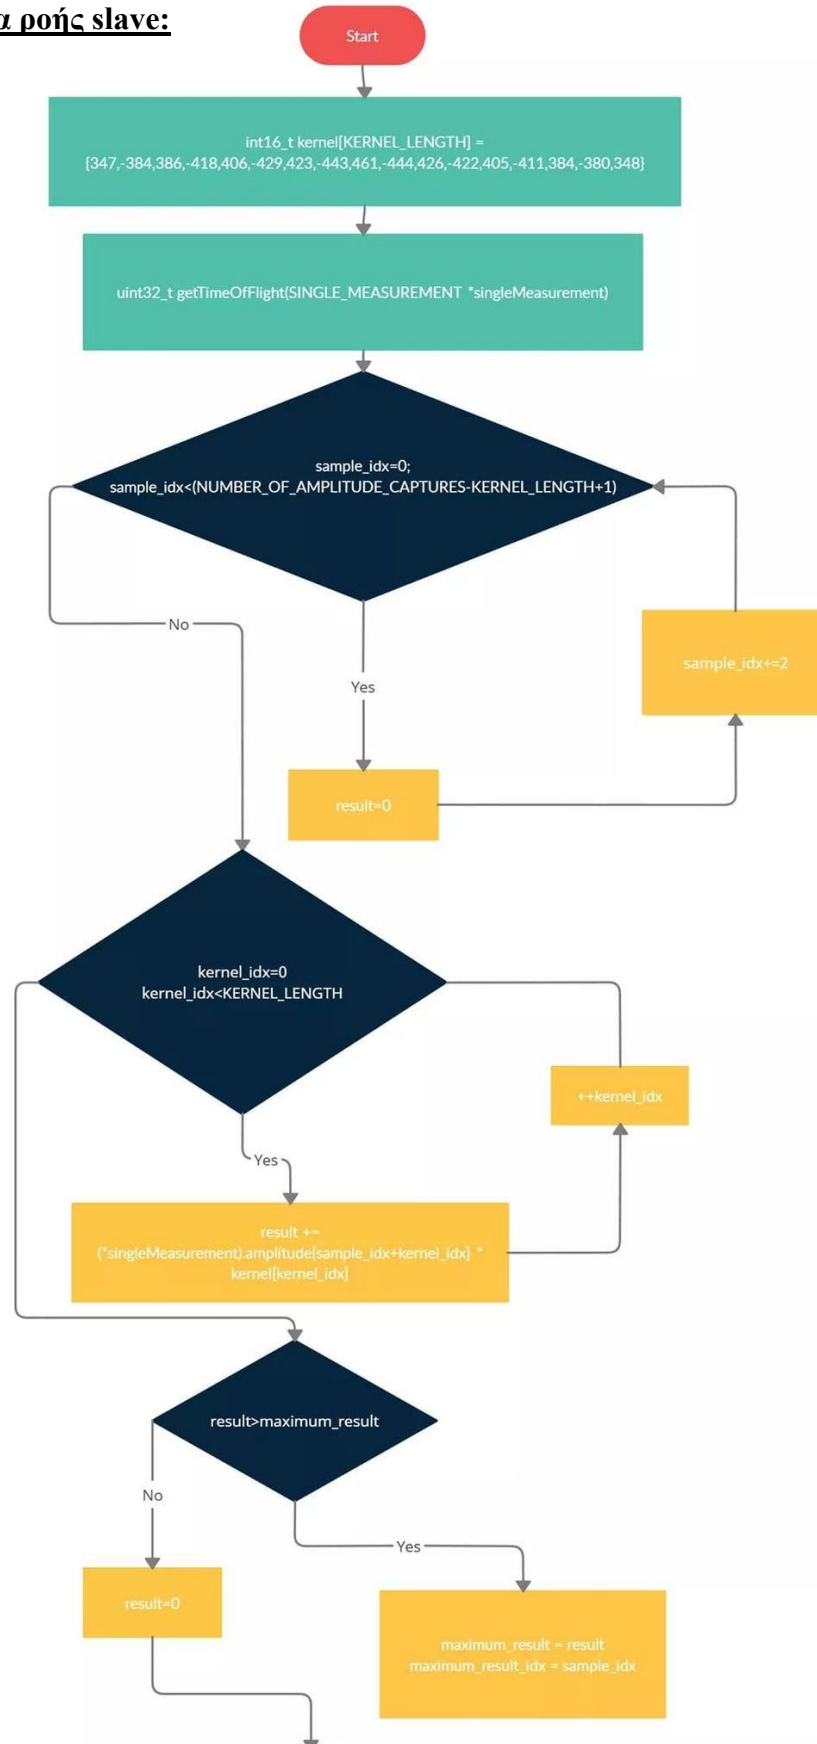 α ροής slave:
Start
int16_t kernel[KERNEL_LENGTH] =
{347,-384,386,-418,406,-429,423,-443,461,-444,426,-422,405,-411,384,-380,348}
uint32_t getTimeOfFlight(SINGLE_MEASUREMENT *singleMeasurement)
sample_idx=0;
sample_idx<(NUMBER_OF_AMPLITUDE_CAPTURES-KERNEL_LENGTH+1)
No
Yes
sample_idx+=2
result=0
kernel_idx=0
kernel_idx<KERNEL_LENGTH
++kernel_idx
Yes
result +=
(*singleMeasurement).amplitude[sample_idx+kernel_idx] *
kernel[kernel_idx]
result>maximum_result
No
Yes
result=0
maximum_result = result
maximum_result_idx = sample_idx